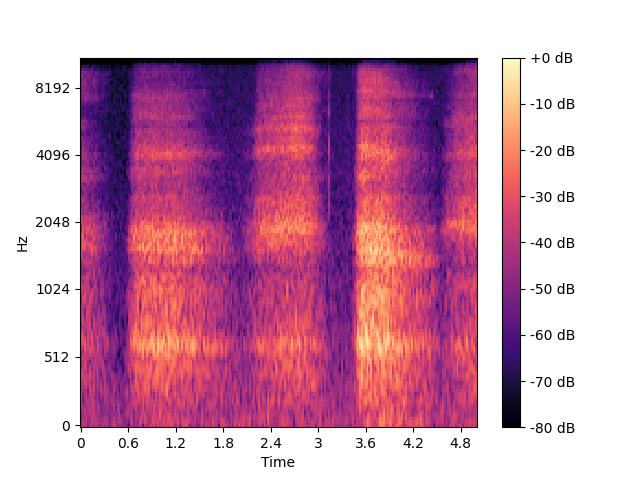 Hz
8192
4096
2048
1024
512
0
0 0.6 1.2 1.8 2.4 3 3.6 4.2 4.8
Time
+0 dB
-10 dB
-20 dB
-30 dB
-40 dB
-50 dB
-60 dB
-70 dB
-80 dB